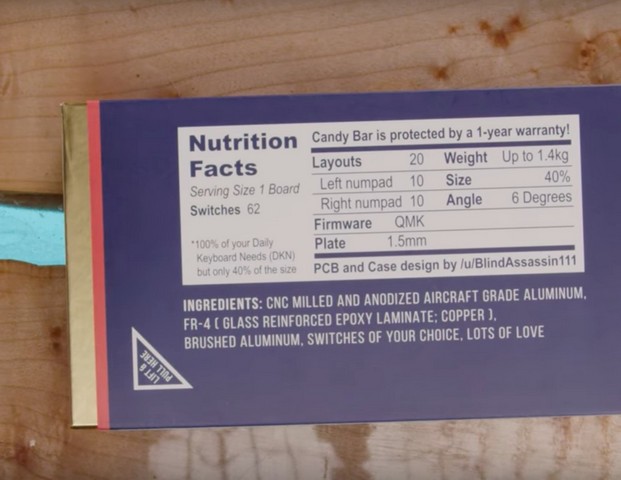 Nutrition
Facts
Serving Size 1 Board
Switches 62
*100% of your Daily
Keyboard Needs (DKN)
but only 40% of the size
Candy Bar is protected by a 1-year warranty!
Layouts 20 Weight Up to 1.4kg
Left numpad 10 Size 40%
Right numpad 10 Angle 6 Degrees
Firmware QMK
Plate 1.5mm
PCB and Case design by /u/BlindAssassin111
INGREDIENTS: CNC MILLED AND ANODIZED AIRCRAFT GRADE ALUMINUM,
FR-4 ( GLASS REINFORCED EPOXY LAMINATE; COPPER ),
BRUSHED ALUMINUM, SWITCHES OF YOUR CHOICE, LOTS OF LOVE
LIFT &
PULL HERE